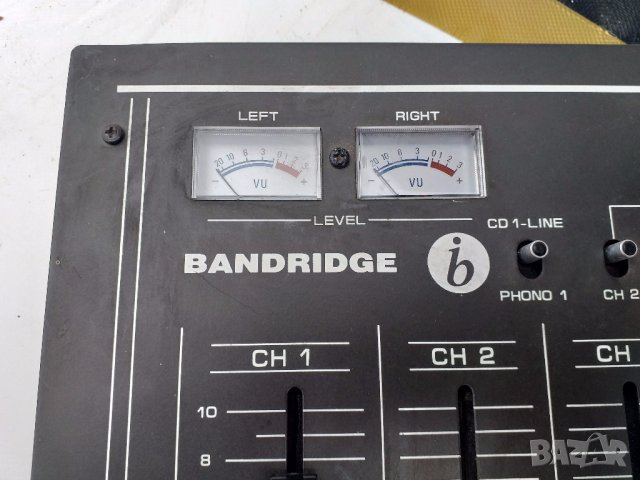 LEFT
RIGHT
20 10 6 3 0 1 2 3
- VU +
20 10 6 3 0 1 2 3
- VU +
LEVEL
BANDRIDGE
b
CD 1-LINE
PHONO 1
CH 2
CH 1
CH 2
CH
10
8
BAZAR